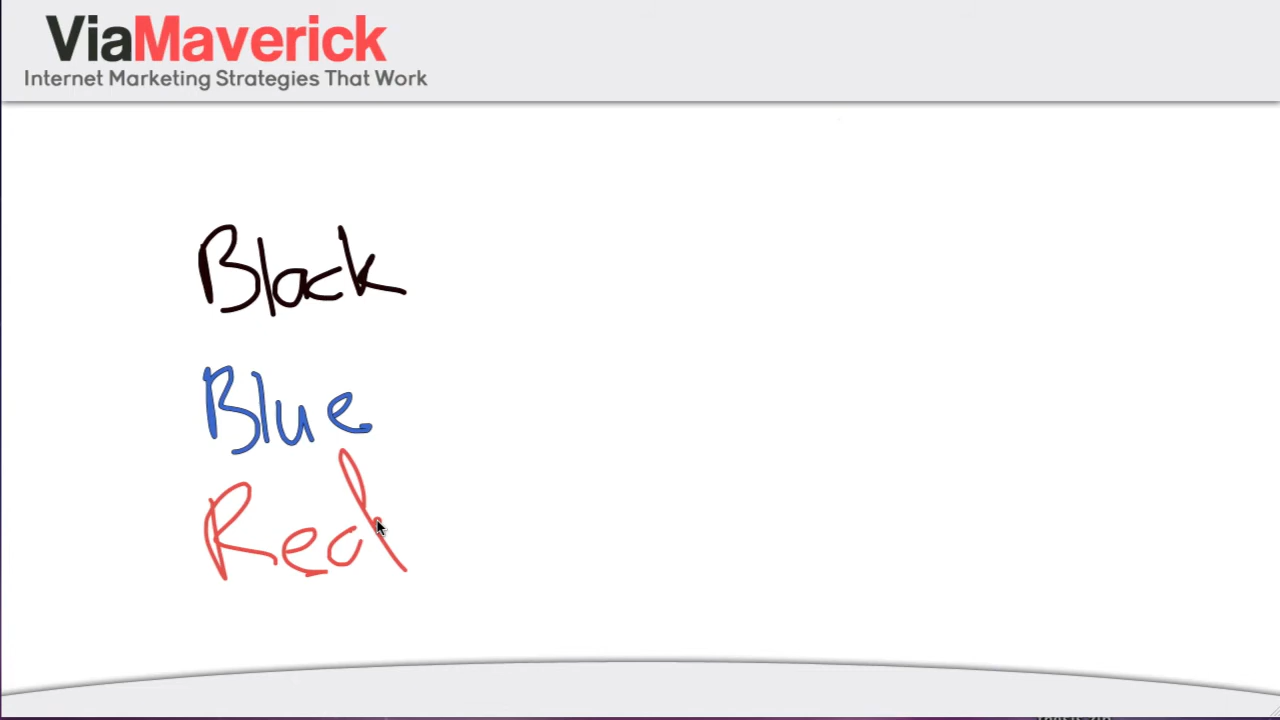 ViaMaverick
Internet Marketing Strategies That Work
Black
Blue
Red